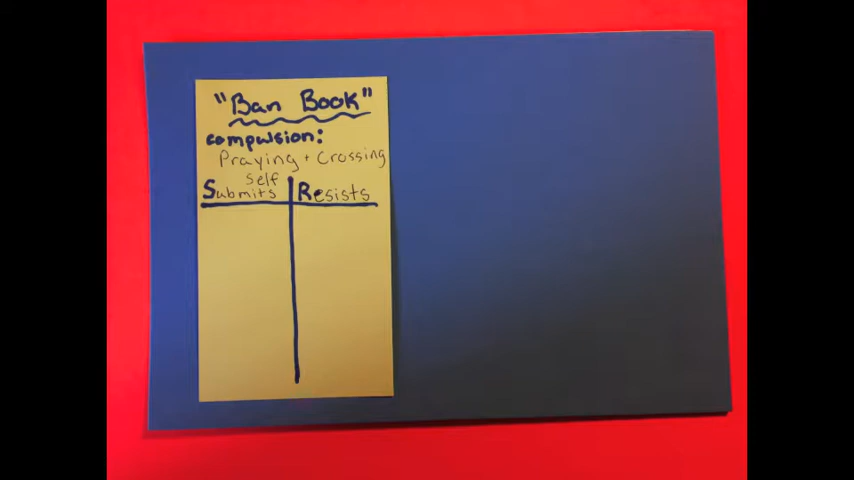 "Ban Book"
compulsion:
Praying + Crossing
self
Submits Resists